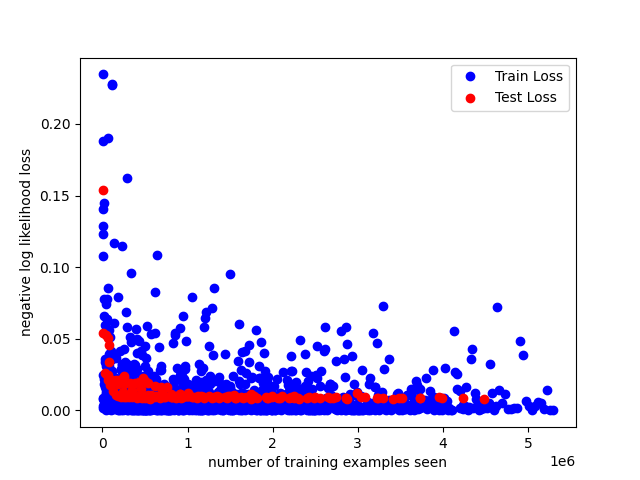 Train Loss
Test Loss
negative log likelihood loss
0.20
0.15
0.10
0.05
0.00
0
1
2
3
4
5
1e6
number of training examples seen